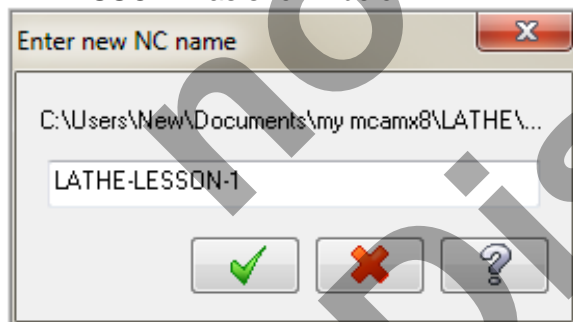 Enter new NC name
C:\Users\New\Documents\my mcamx8\LATHE\...
LATHE-LESSON-1